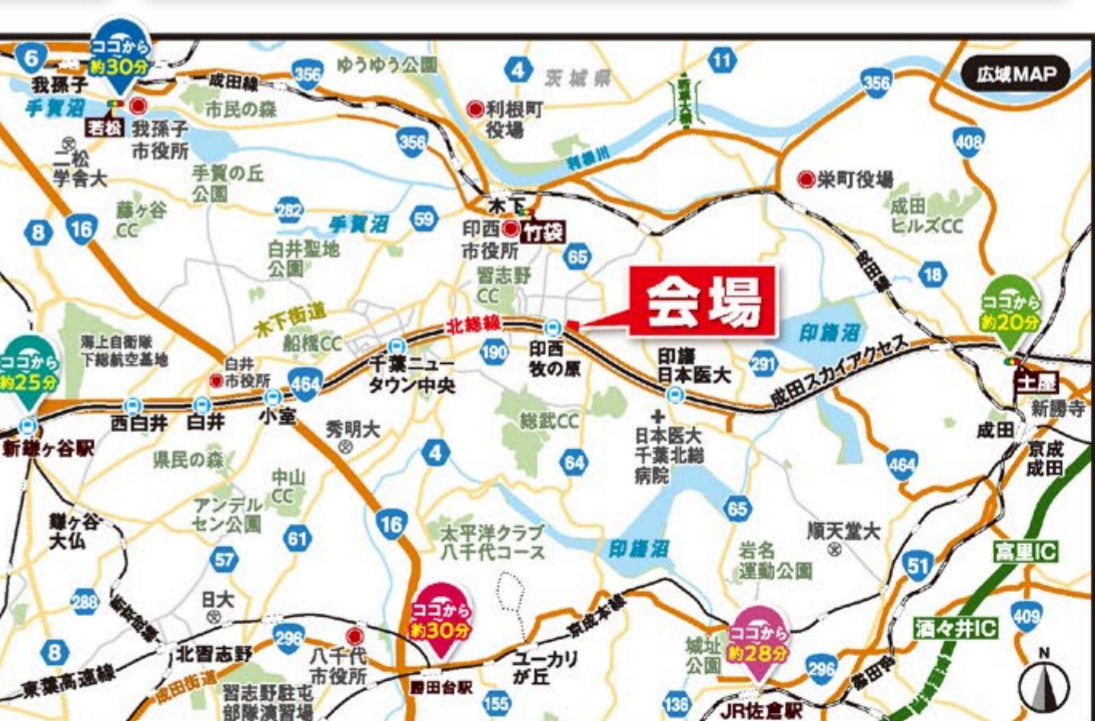 6
ココから
約30分
我孫子
成田線
356
ゆうゆう公園
4
茨城県
11
356
広域MAP
手賀沼
若松
我孫子
市役所
市民の森
利根町
役場
408
356
二松
学舎大
手賀の丘
公園
利根川
栄町役場
藤ヶ谷
CC
282
手賀沼
59
木下
印西
市役所
竹袋
成田
ヒルズCC
8
16
白井聖地
公園
65
習志野
CC
成田線
18
会場
ココから
約20分
木下街道
船橋CC
北総線
印旛沼
下総航空基地
白井
市役所
464
千葉ニュー
タウン中央
190
印西
牧の原
印旛
日本医大
291
成田スカイアクセス
ココから
約25分
土屋
新勝寺
西白井
白井
小室
秀明大
総武CC
日本医大
千葉北総
病院
成田
京成
成田
新鎌ヶ谷駅
県民の森
4
64
464
中山
CC
アンデル
セン公園
65
鎌ヶ谷
大仏
61
16
太平洋クラブ
八千代コース
印旛沼
順天堂大
57
岩名
運動公園
富里IC
51
288
日大
新京成線
ココから
約30分
京成本線
ココから
約28分
城址
公園
酒々井IC
409
296
8
北習志野
八千代
市役所
ユーカリ
が丘
296
N
東葉高速線
成田街道
習志野駐屯
部隊演習場
勝田台駅
155
136
JR佐倉駅